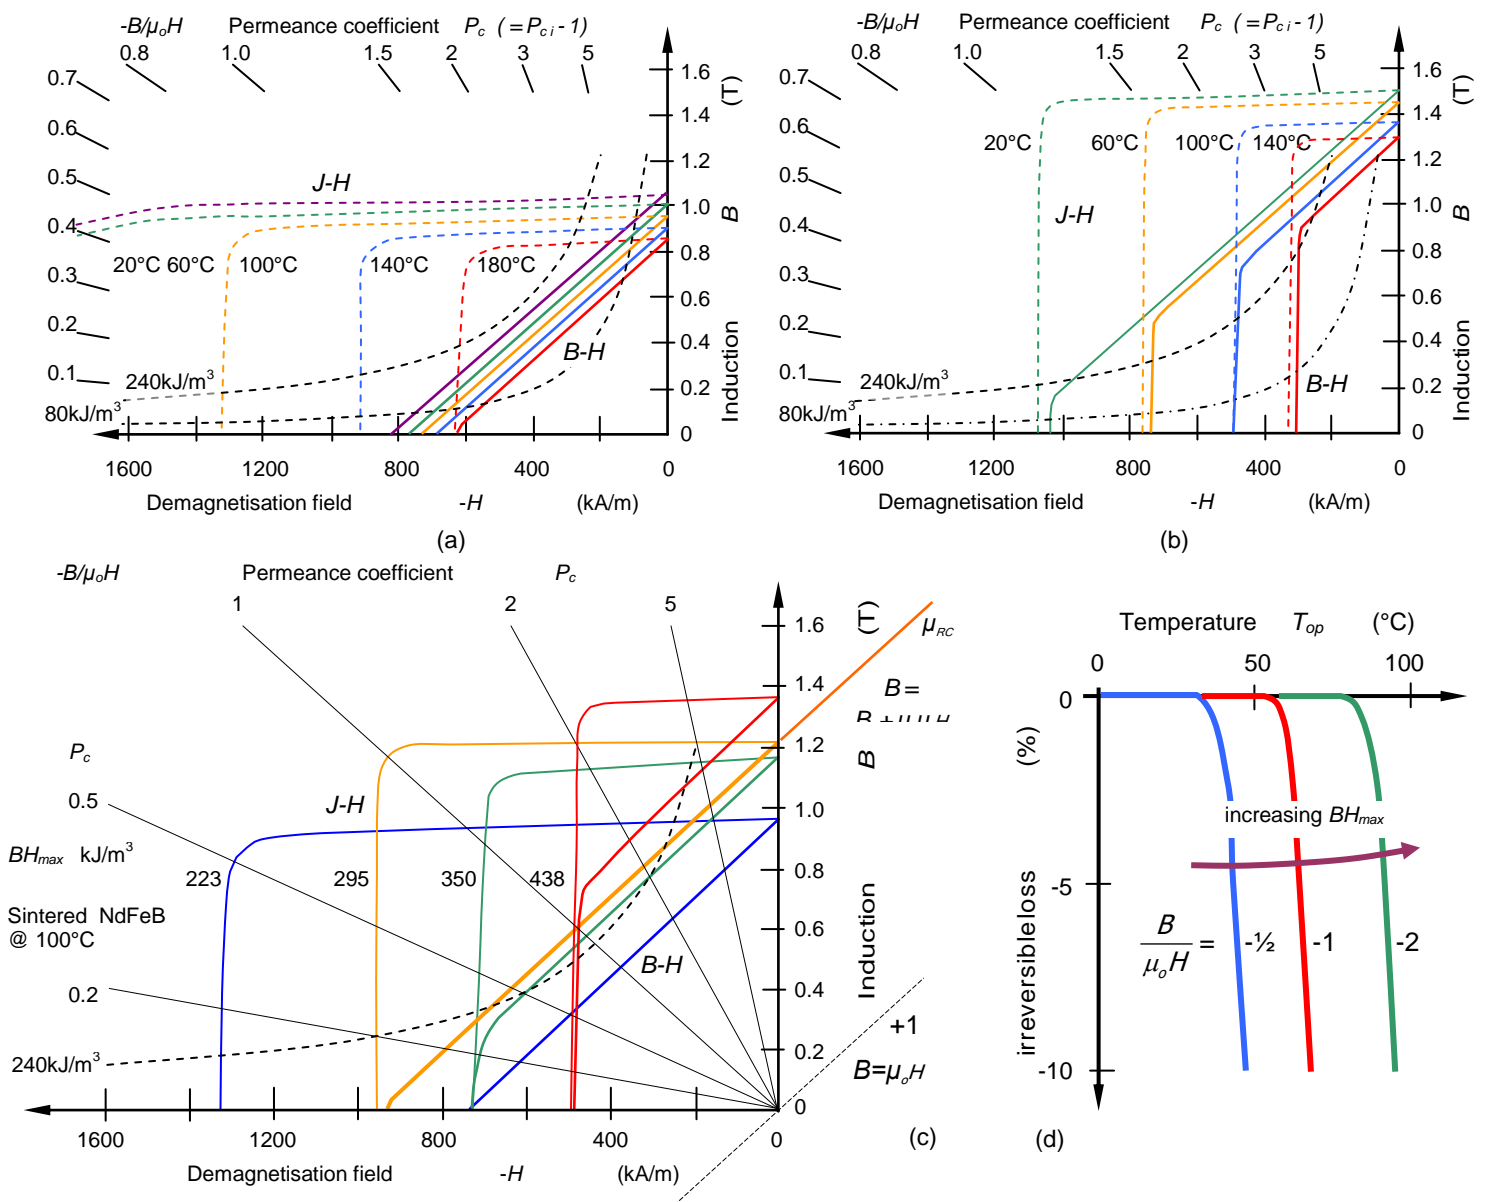 -B/μoH Permeance coefficient Pc (=Pci - 1)
0.8 1.0 1.5 2 3 5
0.7
0.6
0.5
0.4
0.3
0.2
0.1
1.6
1.4
1.2
1.0
0.8
0.6
0.4
0.2
0
Induction B (T)
J-H
20°C 60°C 100°C 140°C 180°C
B-H
240kJ/m³
80kJ/m³
1600 1200 800 400 0
Demagnetisation field -H (kA/m)
(a)
-B/μoH Permeance coefficient Pc (=Pci - 1)
0.8 1.0 1.5 2 3 5
0.7
0.6
0.5
0.4
0.3
0.2
0.1
1.6
1.4
1.2
1.0
0.8
0.6
0.4
0.2
0
Induction B (T)
20°C 60°C 100°C 140°C
J-H
B-H
240kJ/m³
80kJ/m³
1600 1200 800 400 0
Demagnetisation field -H (kA/m)
(b)
-B/μoH Permeance coefficient Pc
1 2 5
Pc
0.5
0.2
BHmax kJ/m³
223 295 350 438
Sintered NdFeB
@ 100°C
J-H
B-H
240kJ/m³
1.6
1.4
1.2
1.0
0.8
0.6
0.4
0.2
0
Induction B (T)
μRC
B =
+1
B=μoH
1600 1200 800 400 0
Demagnetisation field -H (kA/m)
(c)
Temperature Top (°C)
0 50 100
0
-5
-10
irreversible loss (%)
increasing BHmax
B/μoH = -½ -1 -2
(d)